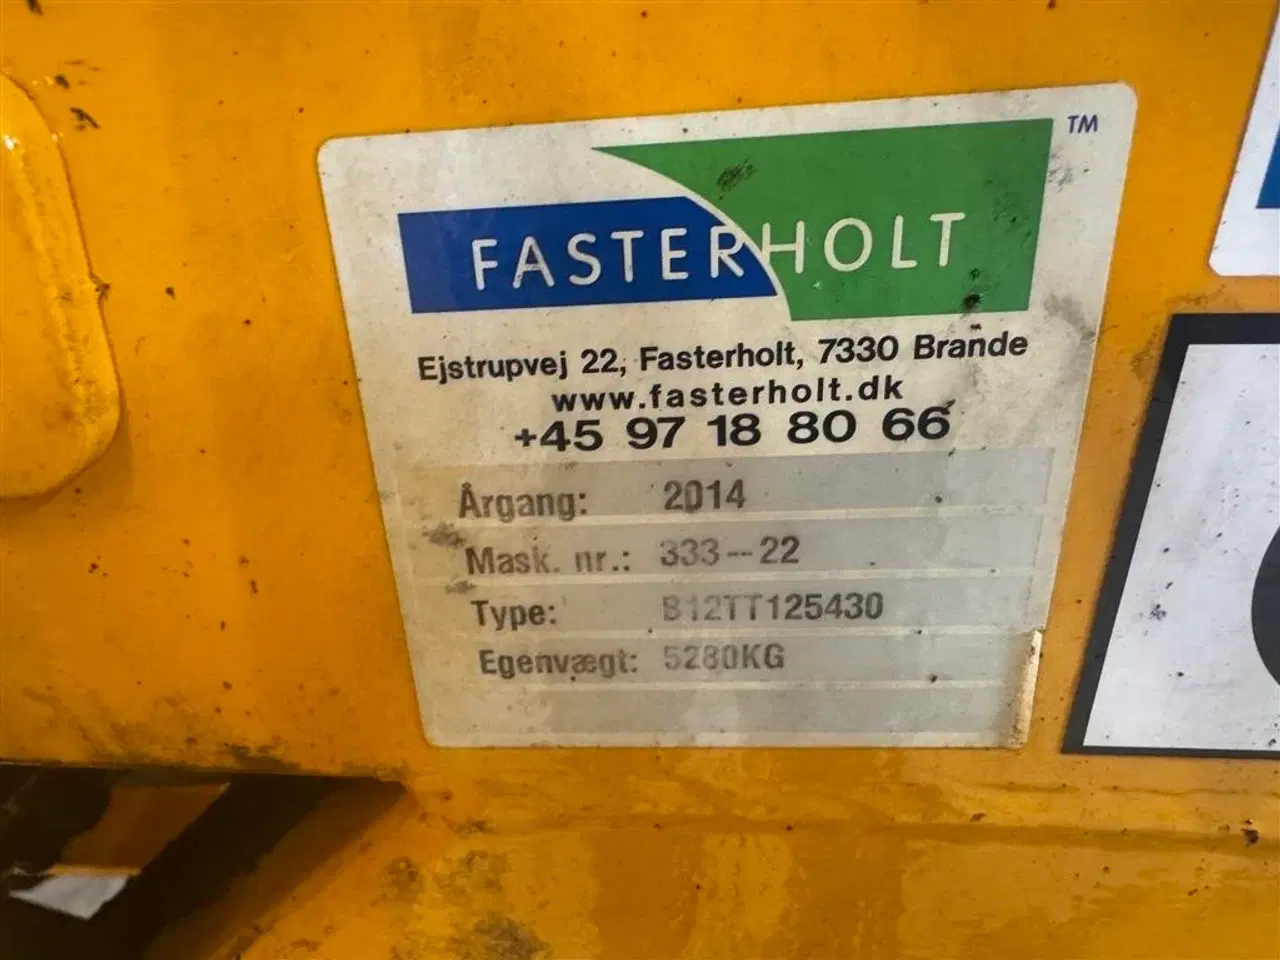 FASTERHOLT TM
Ejstrupvej 22, Fasterholt, 7330 Brande
www.fasterholt.dk
+45 97 18 80 66
Årgang: 2014
Mask. nr.: 333--22
Type: B12TT125430
Egenvægt: 5280KG